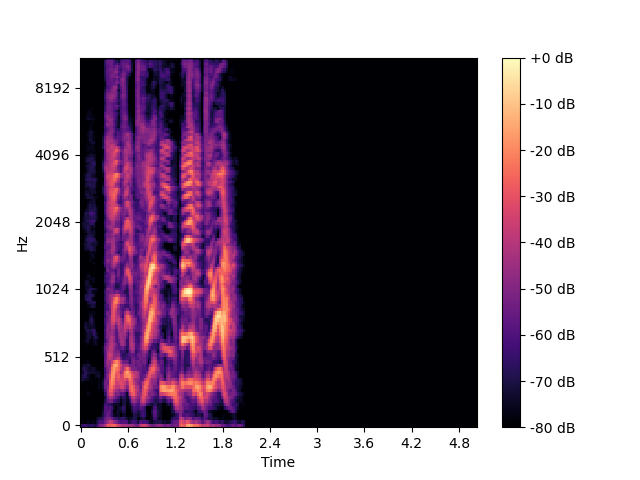 +0 dB
8192
-10 dB
4096
-20 dB
-30 dB
2048
Hz
-40 dB
1024
-50 dB
-60 dB
512
-70 dB
0
-80 dB
0 0.6 1.2 1.8 2.4 3 3.6 4.2 4.8
Time